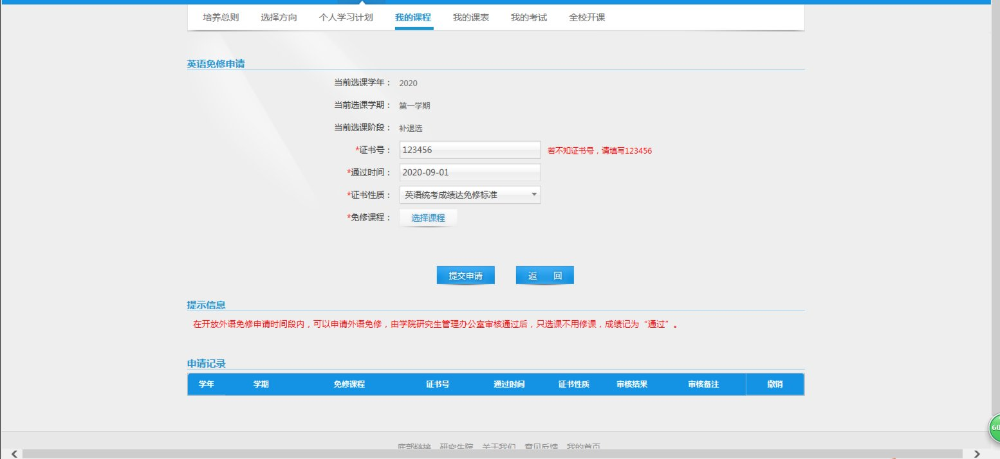 培养总则 选择方向 个人学习计划 我的课程 我的课表 我的考试 全校开课
英语免修申请
当前选课学年： 2020
当前选课学期： 第一学期
当前选课阶段： 补退选
*证书号： 123456 若不知证书号，请填写123456
*通过时间： 2020-09-01
*证书性质： 英语统考成绩达免修标准
*免修课程： 选择课程
提交申请 返 回
提示信息
在开放外语免修申请时间段内，可以申请外语免修，由学院研究生管理办公室审核通过后，只选课不用修课，成绩记为“通过”。
申请记录
学年 学期 免修课程 证书号 通过时间 证书性质 审核结果 审核备注 撤销
60
底部链接 研究生院 关于我们 意见反馈 我的首页